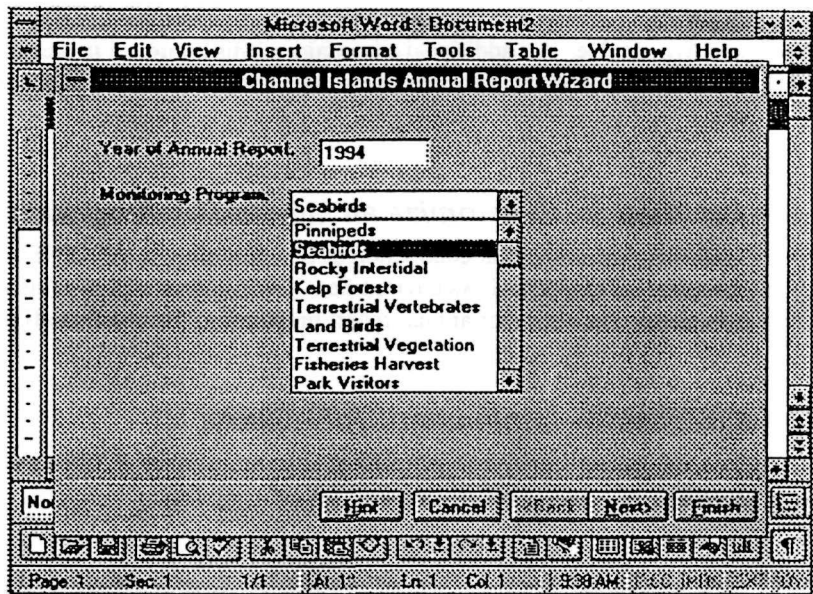 Microsoft Word - Document2
File Edit View Insert Format Tools Table Window Help
Channel Islands Annual Report Wizard
Year of Annual Report: 1994
Monitoring Program: Seabirds
Pinnipeds
Seabirds
Rocky Intertidal
Kelp Forests
Terrestrial Vertebrates
Land Birds
Terrestrial Vegetation
Fisheries Harvest
Park Visitors
No
Hint Cancel <Back Next> Finish
Page 1 Sec 1 1/1 At 1" Ln 1 Col 1 9:38 AM